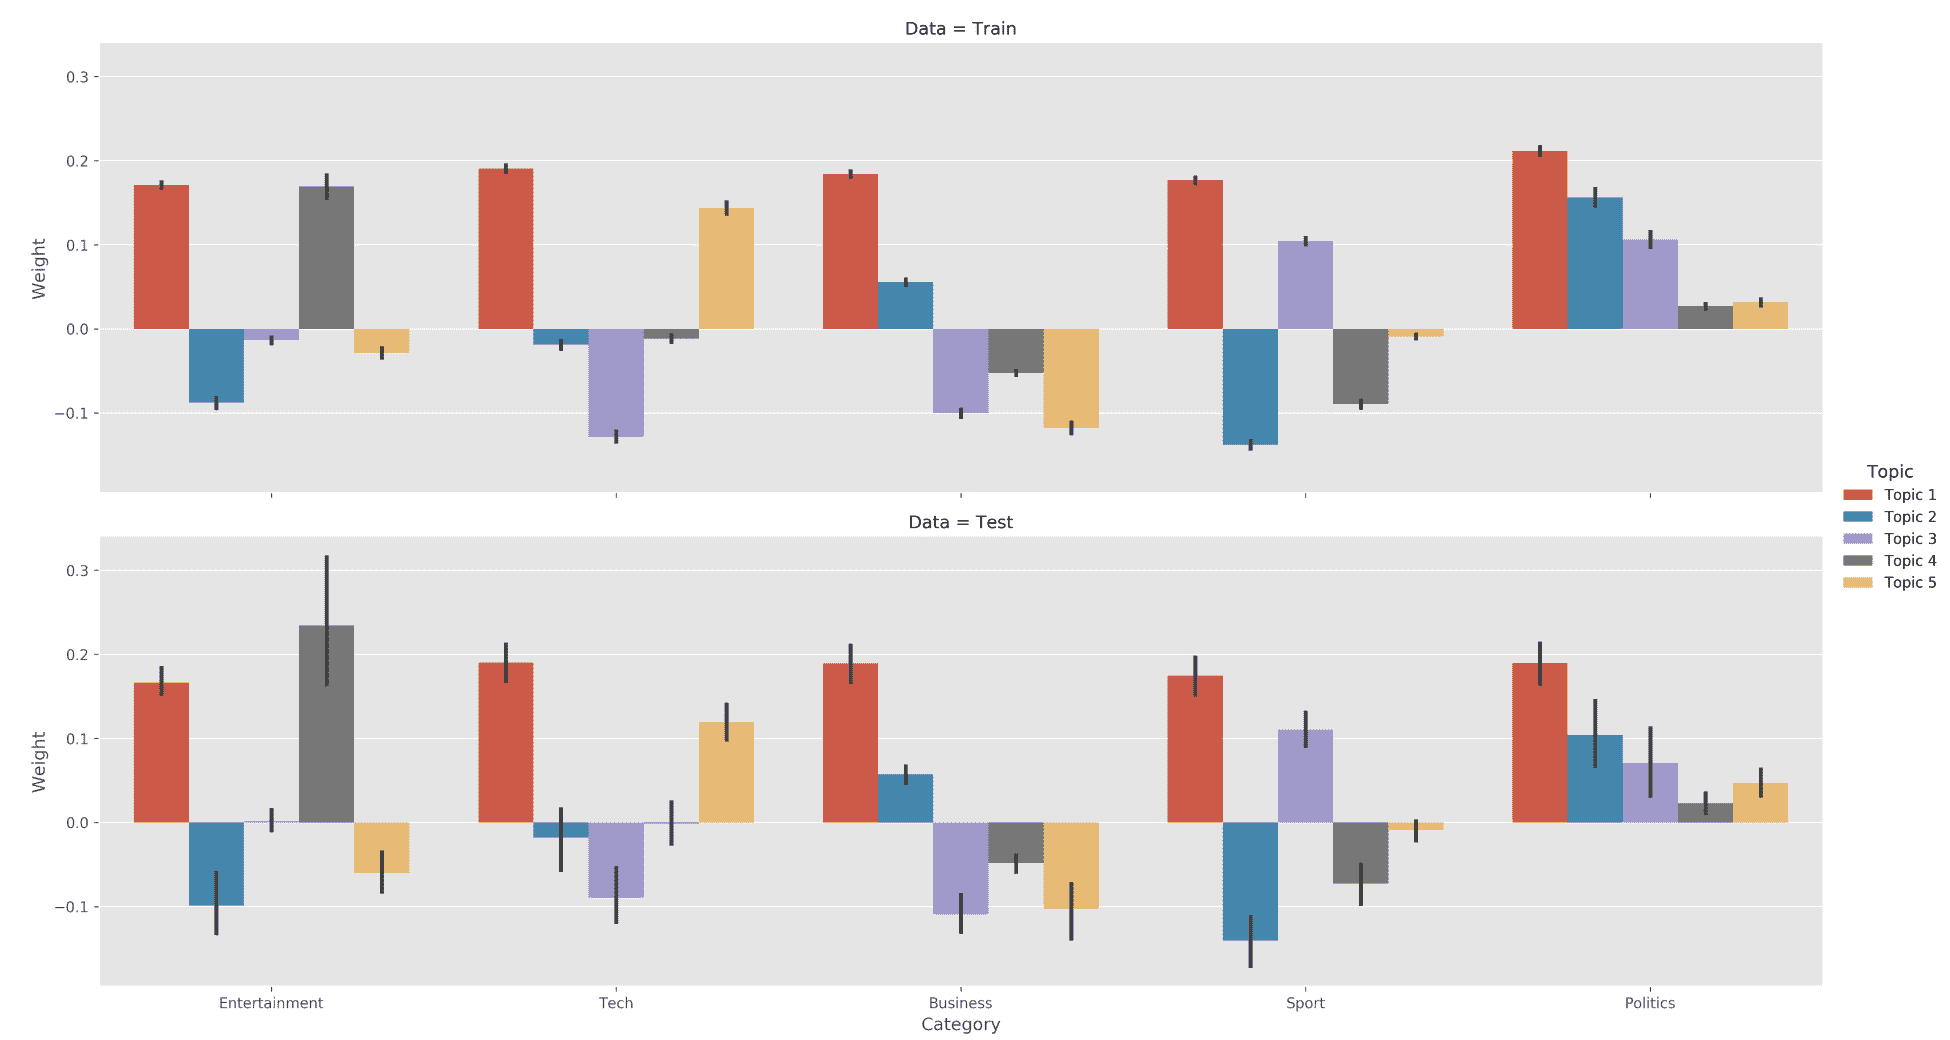 Data = Train
0.3
0.2
0.1
0.0
−0.1
Weight
Data = Test
0.3
0.2
0.1
0.0
−0.1
Weight
Entertainment
Tech
Business
Sport
Politics
Category
Topic
Topic 1
Topic 2
Topic 3
Topic 4
Topic 5